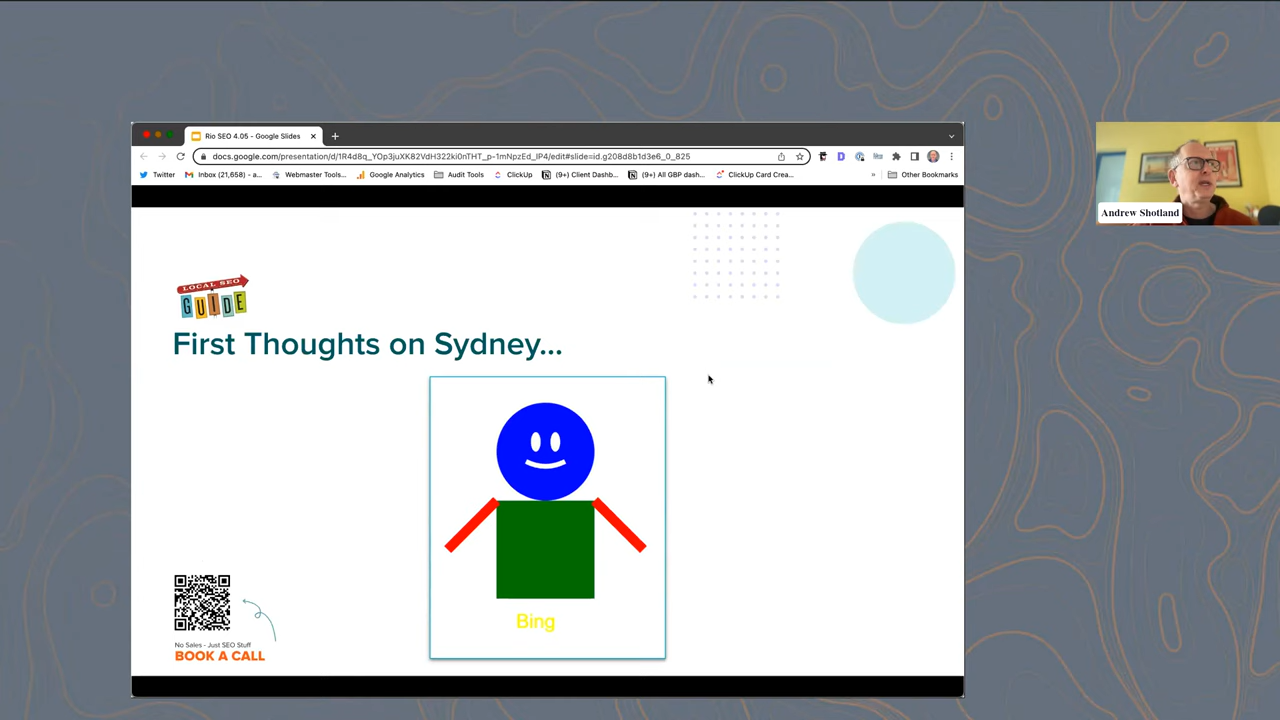 Rio SEO 4.05 - Google Slides
docs.google.com/presentation/d/1R4d8q_YOp3juXK82VdH322ki0nTHT_p-1mNpzEd_IP4/edit#slide=id.g208d8b1d3e6_0_825
Twitter
Inbox (21,658) - a...
Webmaster Tools...
Google Analytics
Audit Tools
ClickUp
(9+) Client Dashb...
(9+) All GBP dash...
ClickUp Card Crea...
»
Other Bookmarks
Andrew Shotland
LOCAL SEO
GUIDE
First Thoughts on Sydney...
Bing
No Sales - Just SEO Stuff
BOOK A CALL